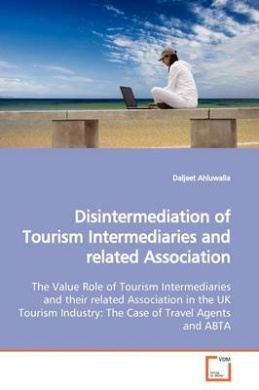 Daljeet Ahluwalia
Disintermediation of
Tourism Intermediaries and
related Association
The Value Role of Tourism Intermediaries
and their related Association in the UK
Tourism Industry: The Case of Travel Agents
and ABTA
VDM